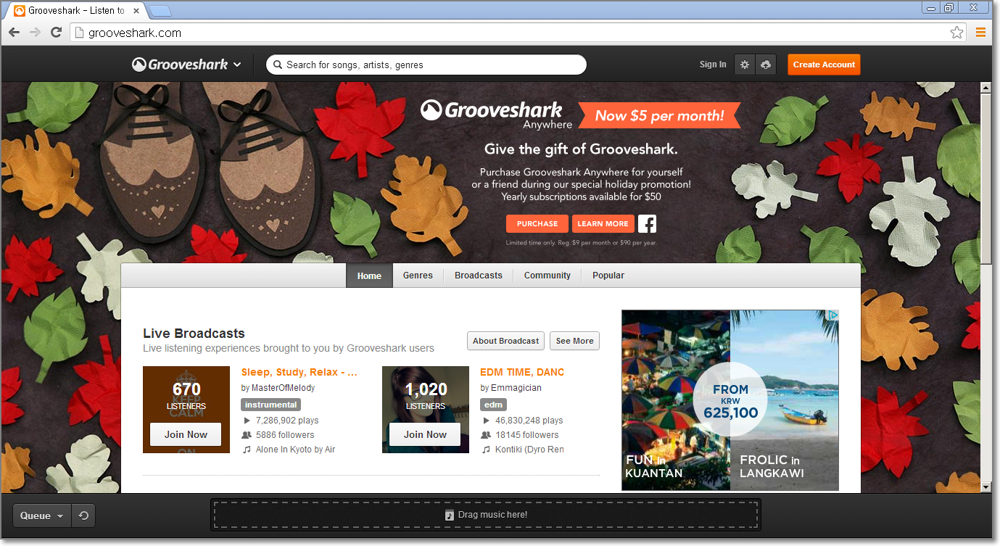 Grooveshark - Listen to
grooveshark.com
Grooveshark
Search for songs, artists, genres
Sign In
Create Account
Grooveshark
Anywhere
Now $5 per month!
Give the gift of Grooveshark.
Purchase Grooveshark Anywhere for yourself
or a friend during our special holiday promotion!
Yearly subscriptions available for $50
PURCHASE
LEARN MORE
Limited time only. Reg. $9 per month or $90 per year.
Home
Genres
Broadcasts
Community
Popular
Live Broadcasts
Live listening experiences brought to you by Grooveshark users
About Broadcast
See More
670
LISTENERS
KEEP
CALM
ON
Join Now
Sleep, Study, Relax - ...
by MasterOfMelody
instrumental
7,286,902 plays
5886 followers
Alone In Kyoto by Air
1,020
LISTENERS
Join Now
EDM TIME, DANC
by Emmagician
edm
46,830,248 plays
18145 followers
Kontiki (Dyro Ren
FROM
KRW
625,100
FUN in
KUANTAN
FROLIC in
LANGKAWI
Queue
Drag music here!